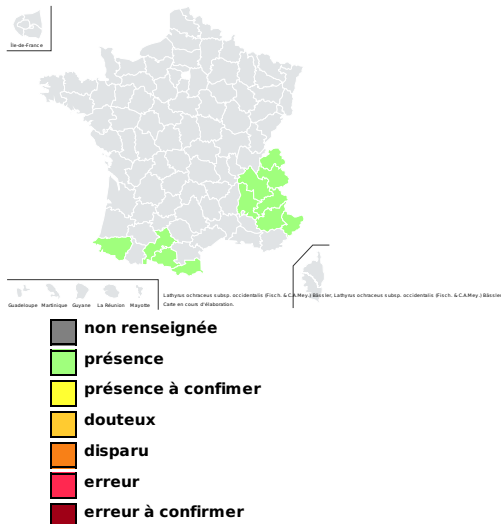 Île-de-France
Guadeloupe Martinique Guyane La Réunion Mayotte
Lathyrus ochraceus subsp. occidentalis (Fisch. & C.A.Mey.) Bässler, Lathyrus ochraceus subsp. occidentalis (Fisch. & C.A.Mey.) Bässler
Carte en cours d'élaboration.
non renseignée
présence
présence à confimer
douteux
disparu
erreur
erreur à confirmer